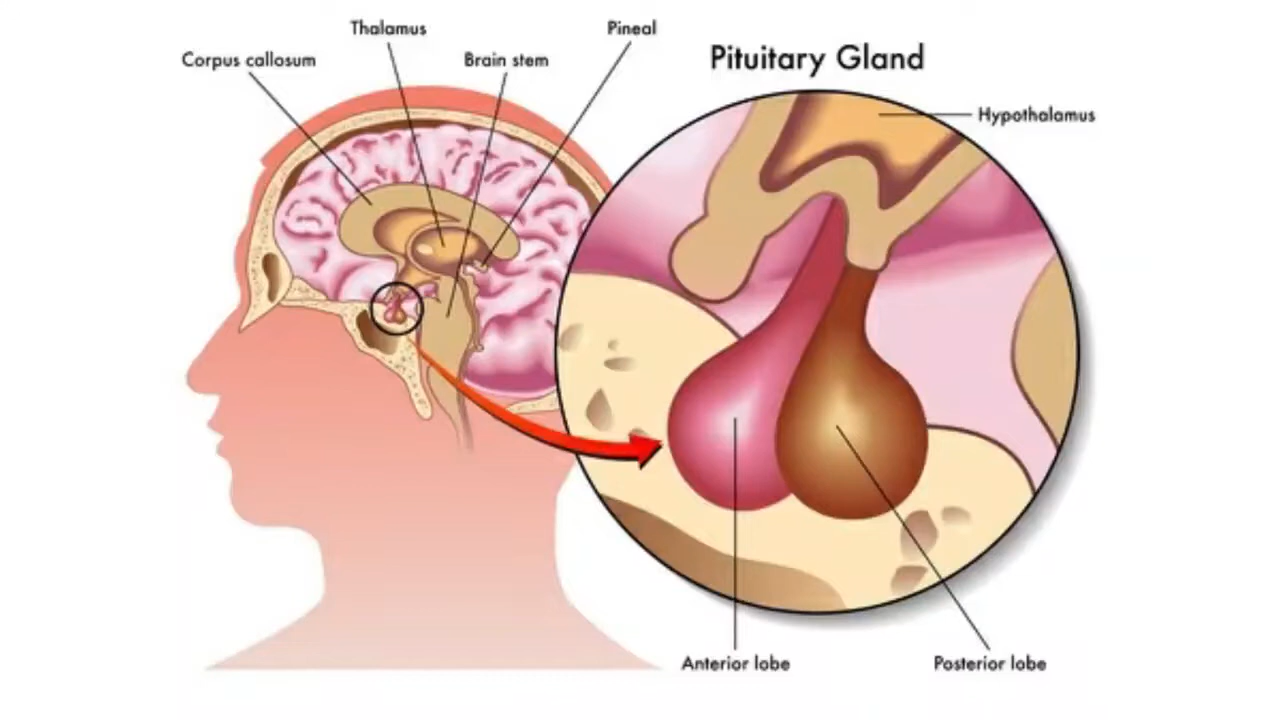 Thalamus
Pineal
Corpus callosum
Brain stem
Pituitary Gland
Hypothalamus
Anterior lobe
Posterior lobe